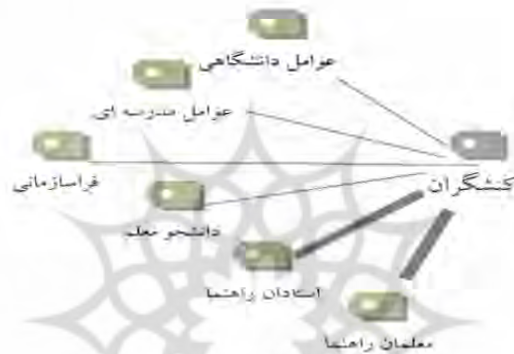 عوامل دانشگاهی
عوامل مدرسه ای
فراسازمانی
کنشگران
دانشجو معلم
استادان راهنما
معلمان راهنما